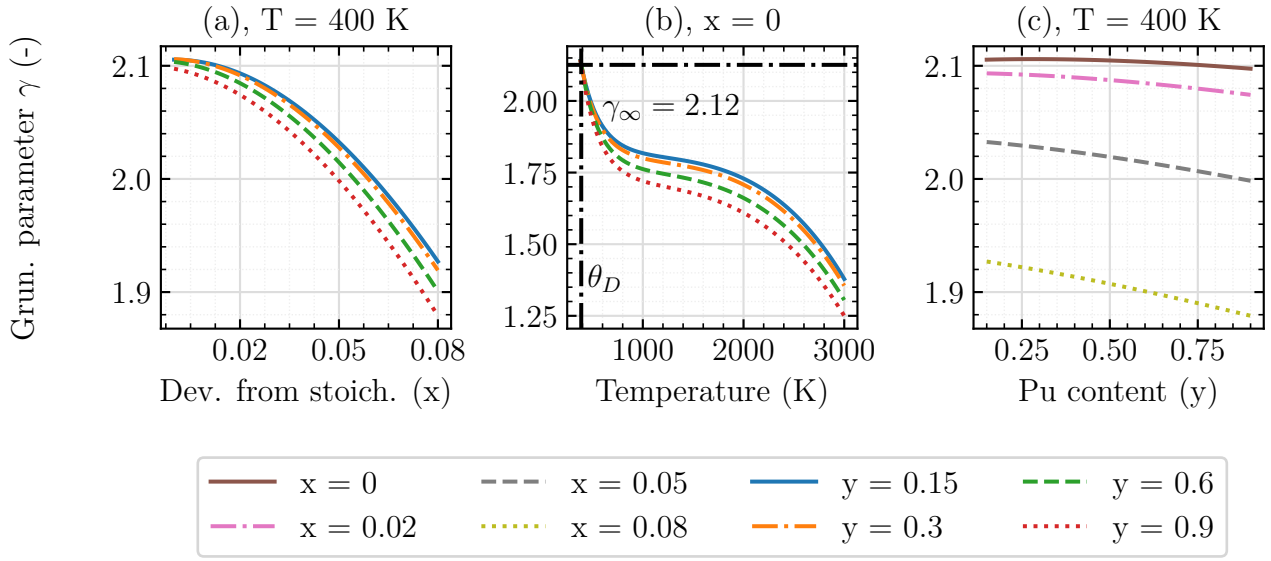 (a), T = 400 K
(b), x = 0
(c), T = 400 K
Grun. parameter γ (-)
2.1
2.0
1.9
0.02 0.05 0.08
Dev. from stoich. (x)
2.00
1.75
1.50
1.25
γ∞ = 2.12
θD
1000 2000 3000
Temperature (K)
2.1
2.0
1.9
0.25 0.50 0.75
Pu content (y)
x = 0 x = 0.05 y = 0.15 y = 0.6
x = 0.02 x = 0.08 y = 0.3 y = 0.9